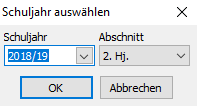 Schuljahr auswählen
Schuljahr Abschnitt
2018/19 2. Hj.
OK Abbrechen